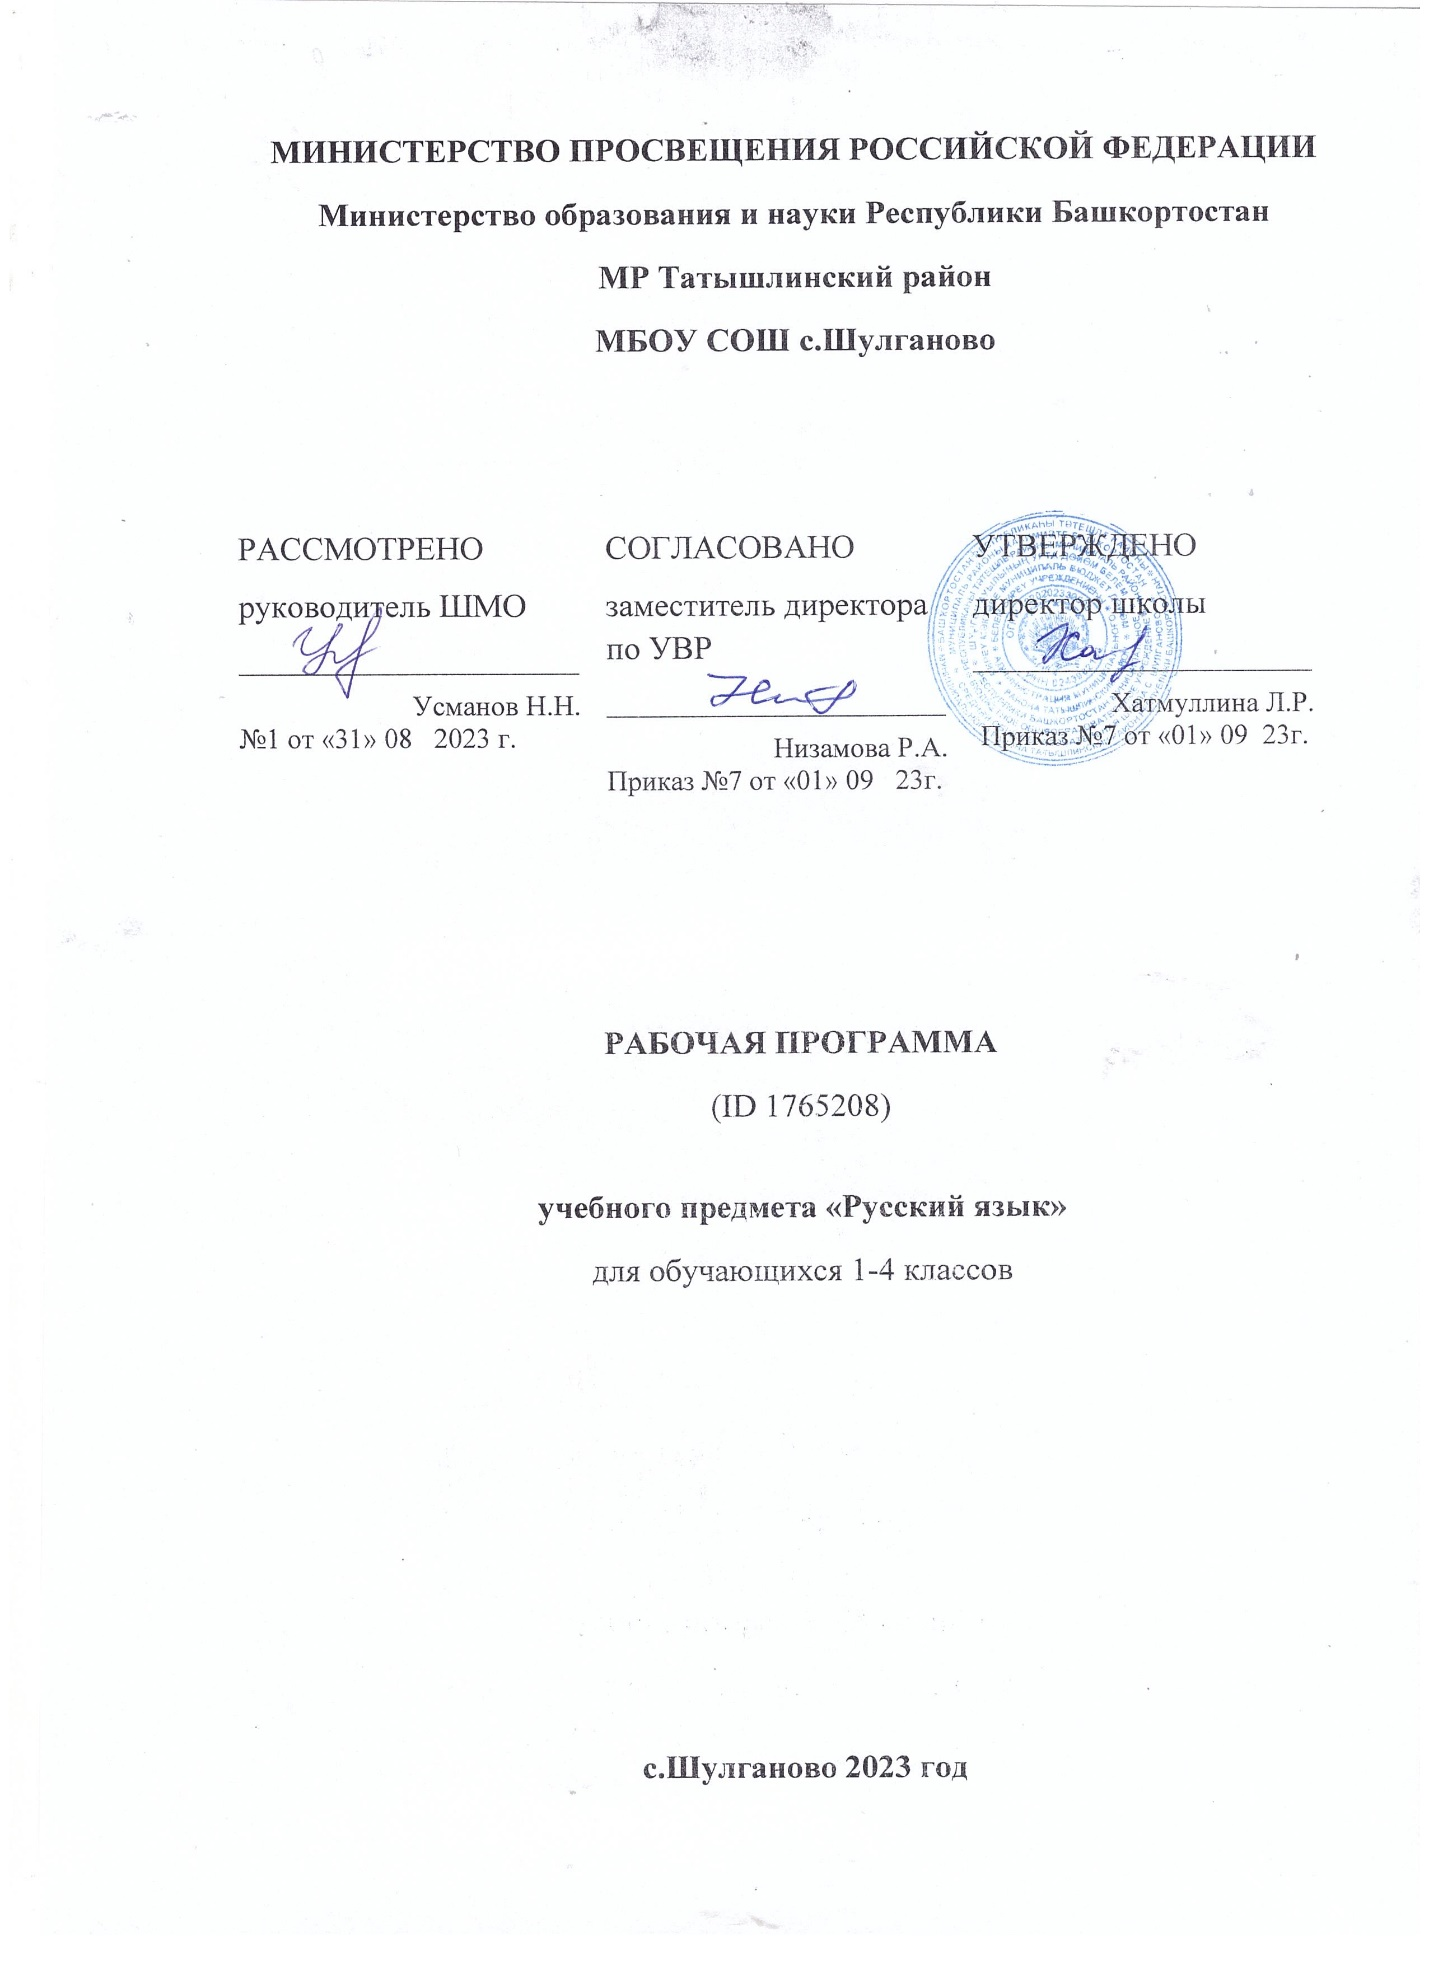 МИНИСТЕРСТВО ПРОСВЕЩЕНИЯ РОССИЙСКОЙ ФЕДЕРАЦИИ
Министерство образования и науки Республики Башкортостан
МР Татышлинский район
МБОУ СОШ с.Шулганово
РАССМОТРЕНО
руководитель ШМО
Усманов Н.Н.
№1 от «31» 08 2023 г.
СОГЛАСОВАНО
заместитель директора
по УВР
Низамова Р.А.
Приказ №7 от «01» 09 23г.
УТВЕРЖДЕНО
директор школы
Хатмуллина Л.Р.
Приказ №7 от «01» 09 23г.
РАБОЧАЯ ПРОГРАММА
(ID 1765208)
учебного предмета «Русский язык»
для обучающихся 1-4 классов
с.Шулганово 2023 год